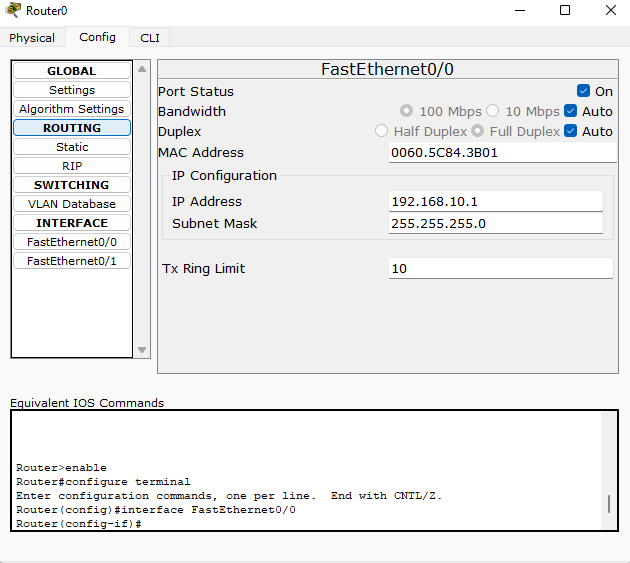 Router0
Physical Config CLI
GLOBAL
Settings
Algorithm Settings
ROUTING
Static
RIP
SWITCHING
VLAN Database
INTERFACE
FastEthernet0/0
FastEthernet0/1
FastEthernet0/0
Port Status On
Bandwidth 100 Mbps 10 Mbps Auto
Duplex Half Duplex Full Duplex Auto
MAC Address 0060.5C84.3B01
IP Configuration
IP Address 192.168.10.1
Subnet Mask 255.255.255.0
Tx Ring Limit 10
Equivalent IOS Commands
Router>enable
Router#configure terminal
Enter configuration commands, one per line.  End with CNTL/Z.
Router(config)#interface FastEthernet0/0
Router(config-if)#